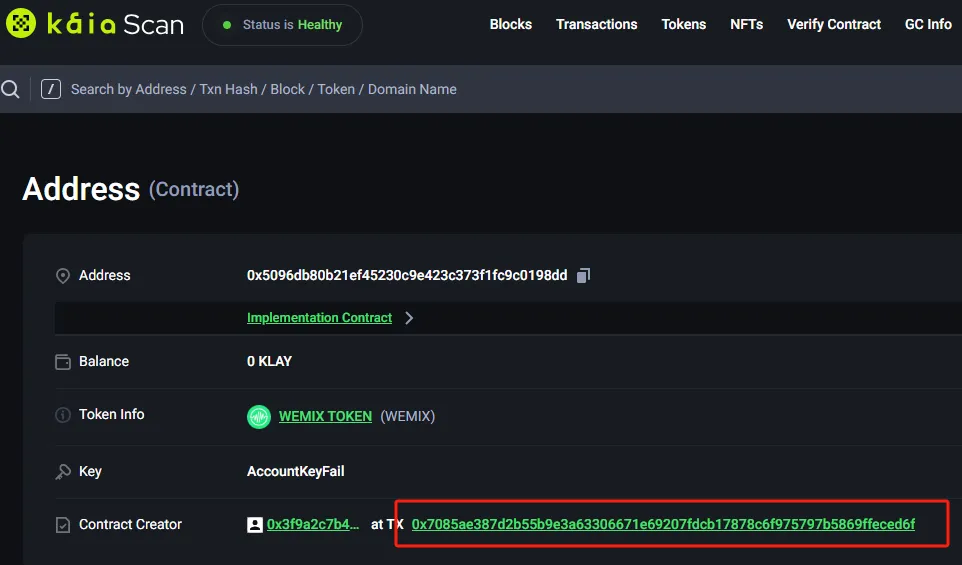 kaia Scan Status is Healthy Blocks Transactions Tokens NFTs Verify Contract GC Info
/ Search by Address / Txn Hash / Block / Token / Domain Name
Address (Contract)
Address 0x5096db80b21ef45230c9e423c373f1fc9c0198dd
Implementation Contract
Balance 0 KLAY
Token Info WEMIX TOKEN (WEMIX)
Key AccountKeyFail
Contract Creator 0x3f9a2c7b4... at TX 0x7085ae387d2b55b9e3a63306671e69207fdcb17878c6f975797b5869ffeced6f